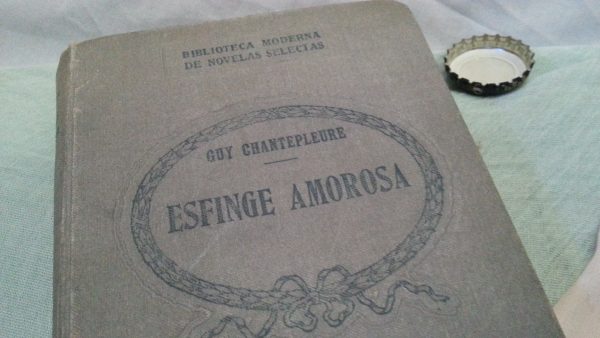 BIBLIOTECA MODERNA
DE NOVELAS SELECTAS
GUY CHANTEPLEURE
ESFINGE AMOROSA